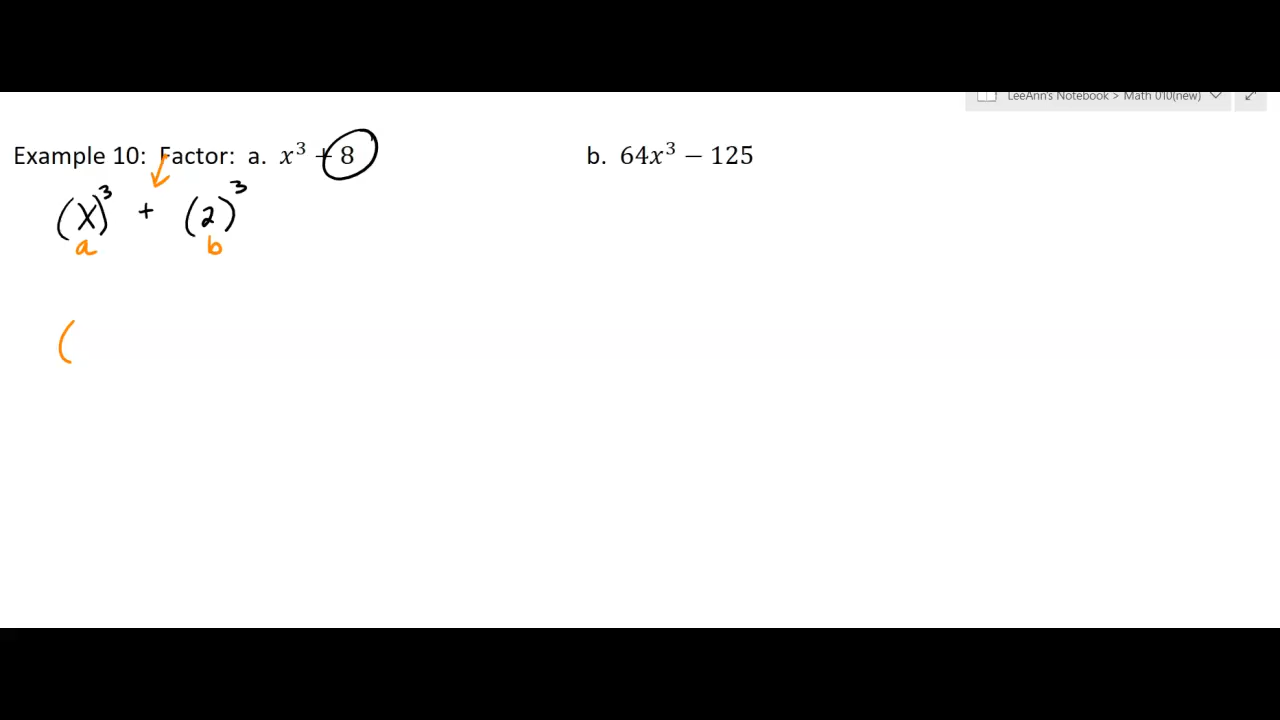 LeeAnn's Notebook > Math 010(new)
Example 10: Factor: a. x³ + 8 b. 64x³ − 125
(x)³ + (2)³
a b
(